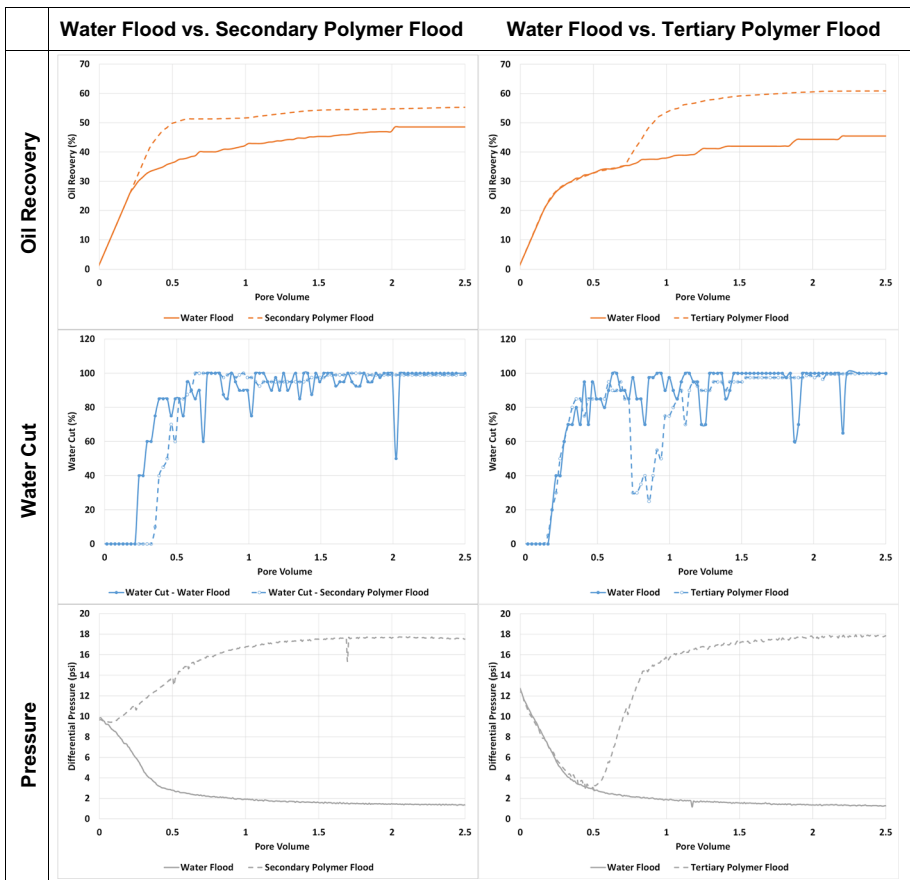 Water Flood vs. Secondary Polymer Flood
Water Flood vs. Tertiary Polymer Flood
Oil Recovery
70
60
50
40
30
20
10
0
Oil Reovery (%)
0 0.5 1 1.5 2 2.5
Pore Volume
Water Flood Secondary Polymer Flood
70
60
50
40
30
20
10
0
Oil Reovery (%)
0 0.5 1 1.5 2 2.5
Pore Volume
Water Flood Tertiary Polymer Flood
Water Cut
120
100
80
60
40
20
0
Water Cut (%)
0 0.5 1 1.5 2 2.5
Pore Volume
Water Cut - Water Flood Water Cut - Secondary Polymer Flood
120
100
80
60
40
20
0
Water Cut (%)
0 0.5 1 1.5 2 2.5
Pore Volume
Water Flood Tertiary Polymer Flood
Pressure
20
18
16
14
12
10
8
6
4
2
0
Differential Pressure (psi)
0 0.5 1 1.5 2 2.5
Pore Volume
Water Flood Secondary Polymer Flood
20
18
16
14
12
10
8
6
4
2
0
Differential Pressure (psi)
0 0.5 1 1.5 2 2.5
Pore Volume
Water Flood Tertiary Polymer Flood